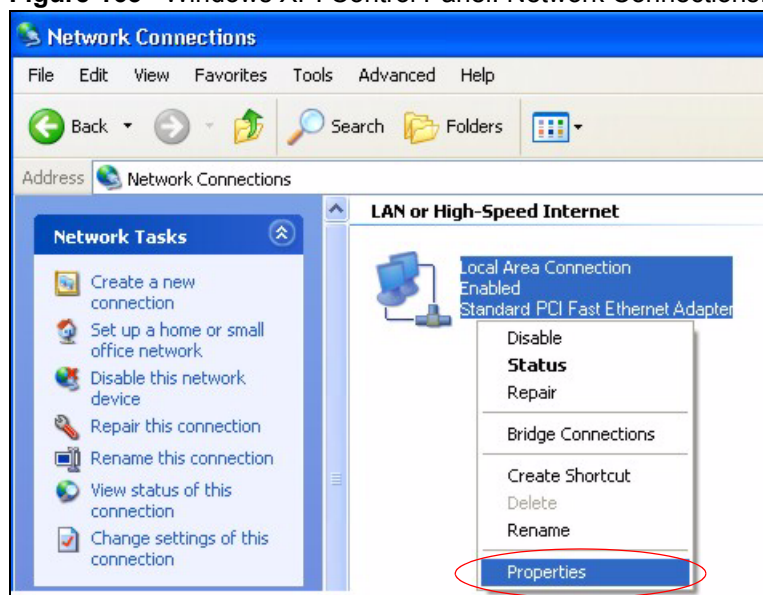 Network Connections
File Edit View Favorites Tools Advanced Help
Back Search Folders
Address Network Connections
Network Tasks
Create a new
connection
Set up a home or small
office network
Disable this network
device
Repair this connection
Rename this connection
View status of this
connection
Change settings of this
connection
LAN or High-Speed Internet
Local Area Connection
Enabled
Standard PCI Fast Ethernet Adapter
Disable
Status
Repair
Bridge Connections
Create Shortcut
Delete
Rename
Properties